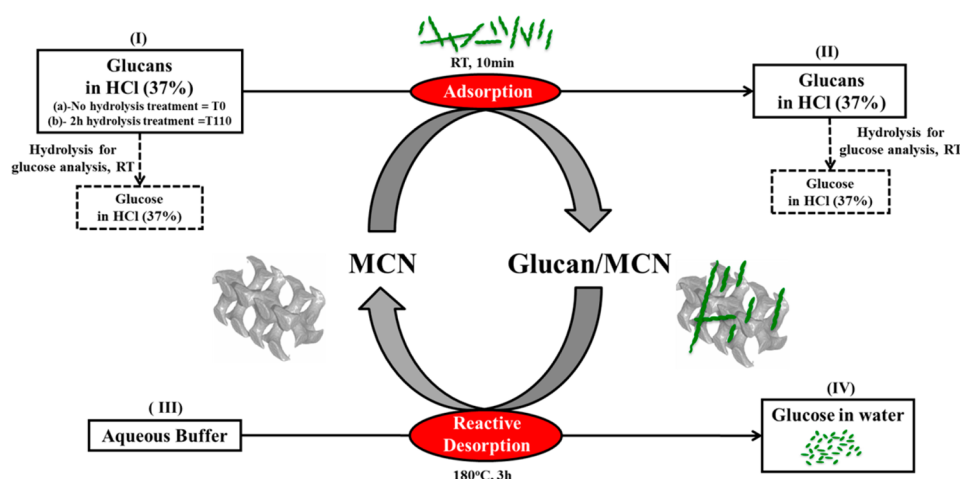 (I)
Glucans
in HCl (37%)
(a)-No hydrolysis treatment = T0
(b)- 2h hydrolysis treatment =T110
Hydrolysis for
glucose analysis, RT
Glucose
in HCl (37%)
RT, 10min
Adsorption
(II)
Glucans
in HCl (37%)
Hydrolysis for
glucose analysis, RT
Glucose
in HCl (37%)
MCN
Glucan/MCN
( III)
Aqueous Buffer
Reactive
Desorption
180°C, 3h
(IV)
Glucose in water